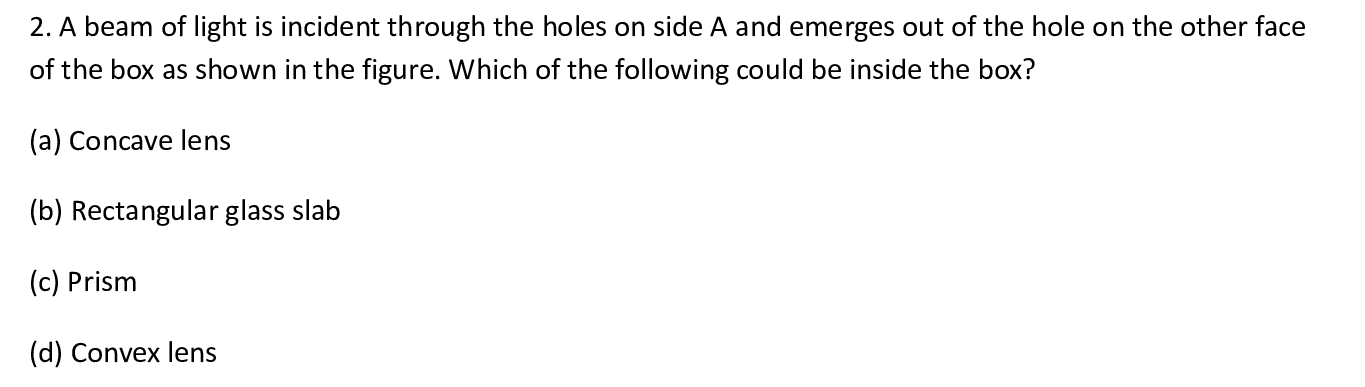 2. A beam of light is incident through the holes on side A and emerges out of the hole on the other face
of the box as shown in the figure. Which of the following could be inside the box?
(a) Concave lens
(b) Rectangular glass slab
(c) Prism
(d) Convex lens